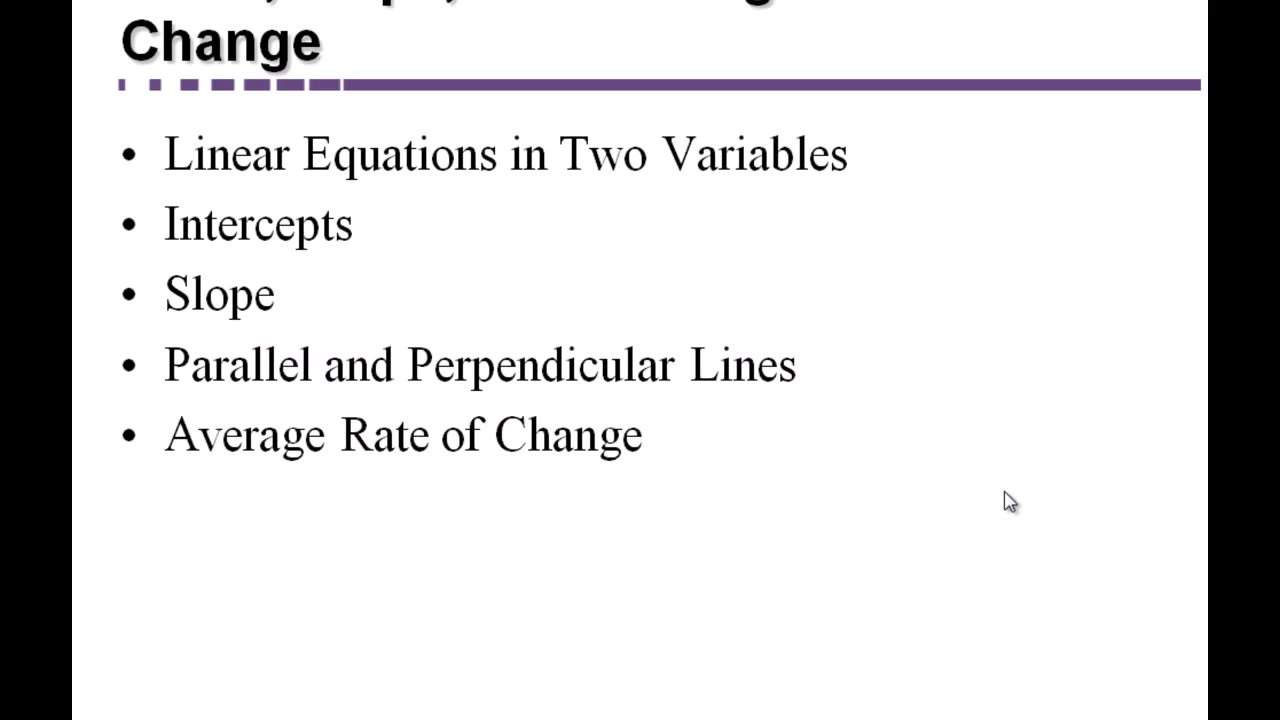 Change
• Linear Equations in Two Variables
• Intercepts
• Slope
• Parallel and Perpendicular Lines
• Average Rate of Change